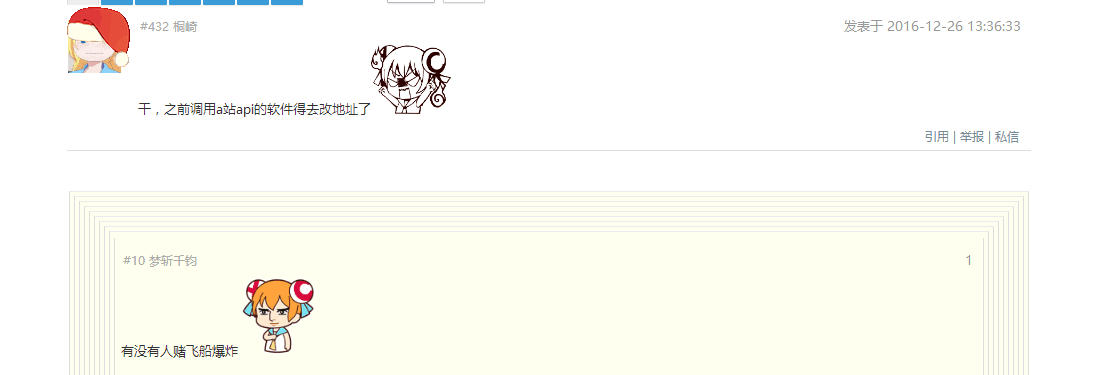 #432 桐崎
发表于 2016-12-26 13:36:33
干，之前调用a站api的软件得去改地址了
引用 | 举报 | 私信
#10 梦斩千钧
1
有没有人赌飞船爆炸